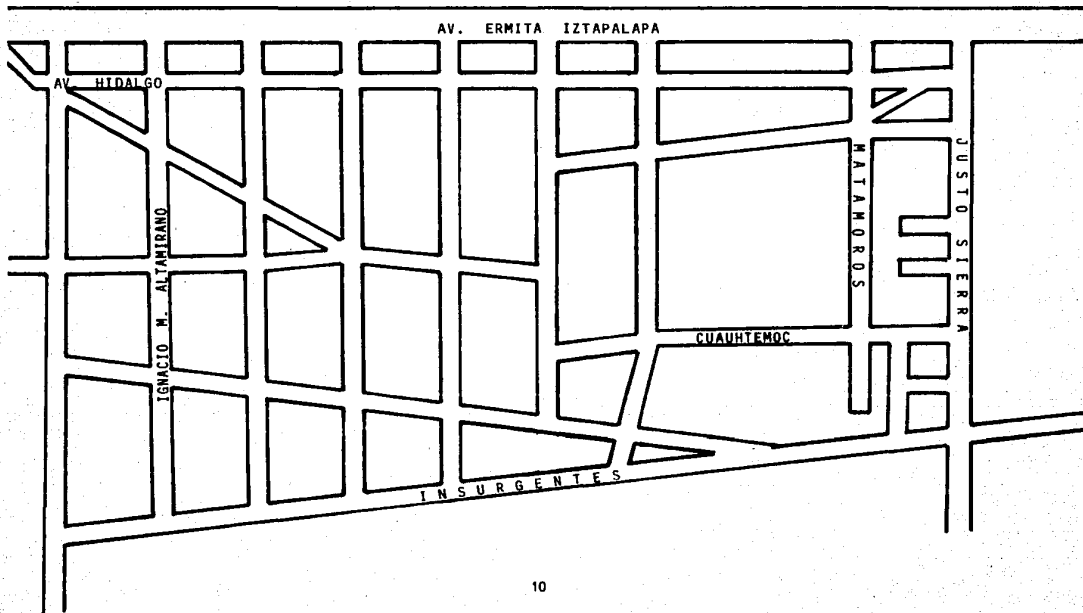 AV. ERMITA IZTAPALAPA
AV. HIDALGO
IGNACIO M. ALTAMIRANO
MATAMOROS
JUSTO SIERRA
CUAUHTEMOC
INSURGENTES
10